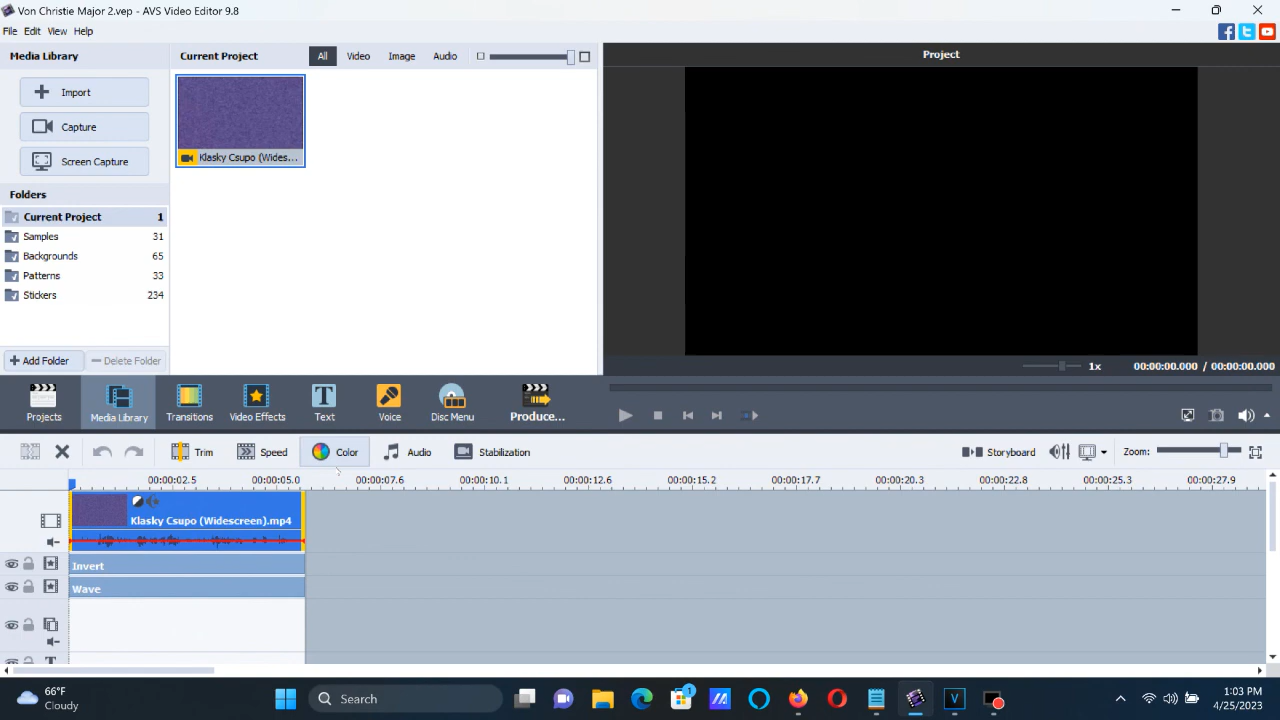 Von Christie Major 2.vep - AVS Video Editor 9.8
File Edit View Help
Media Library
Current Project
All Video Image Audio
Project
Import
Capture
Screen Capture
Klasky Csupo (Wides...
Folders
Current Project 1
Samples 31
Backgrounds 65
Patterns 33
Stickers 234
Add Folder
Delete Folder
1x
00:00:00.000 / 00:00:00.000
Projects
Media Library
Transitions
Video Effects
Text
Voice
Disc Menu
Produce...
Trim
Speed
Color
Audio
Stabilization
Storyboard
Zoom:
00:00:02.5 00:00:05.0 00:00:07.6 00:00:10.1 00:00:12.6 00:00:15.2 00:00:17.7 00:00:20.3 00:00:22.8 00:00:25.3 00:00:27.9
Klasky Csupo (Widescreen).mp4
Invert
Wave
T
66°F
Cloudy
Search
1
V
1:03 PM
4/25/2023